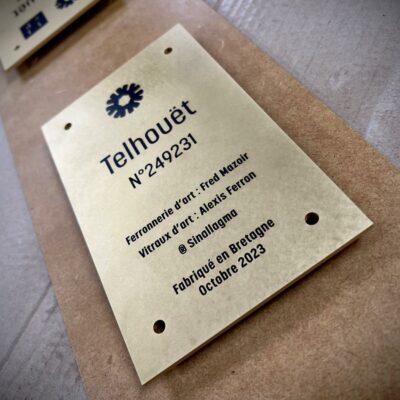 Telhouët
N°249231
Ferronnerie d'art : Fred Mazoir
Vitraux d'art : Alexis Ferron
@ Sinallagma
Fabriqué en Bretagne
Octobre 2023